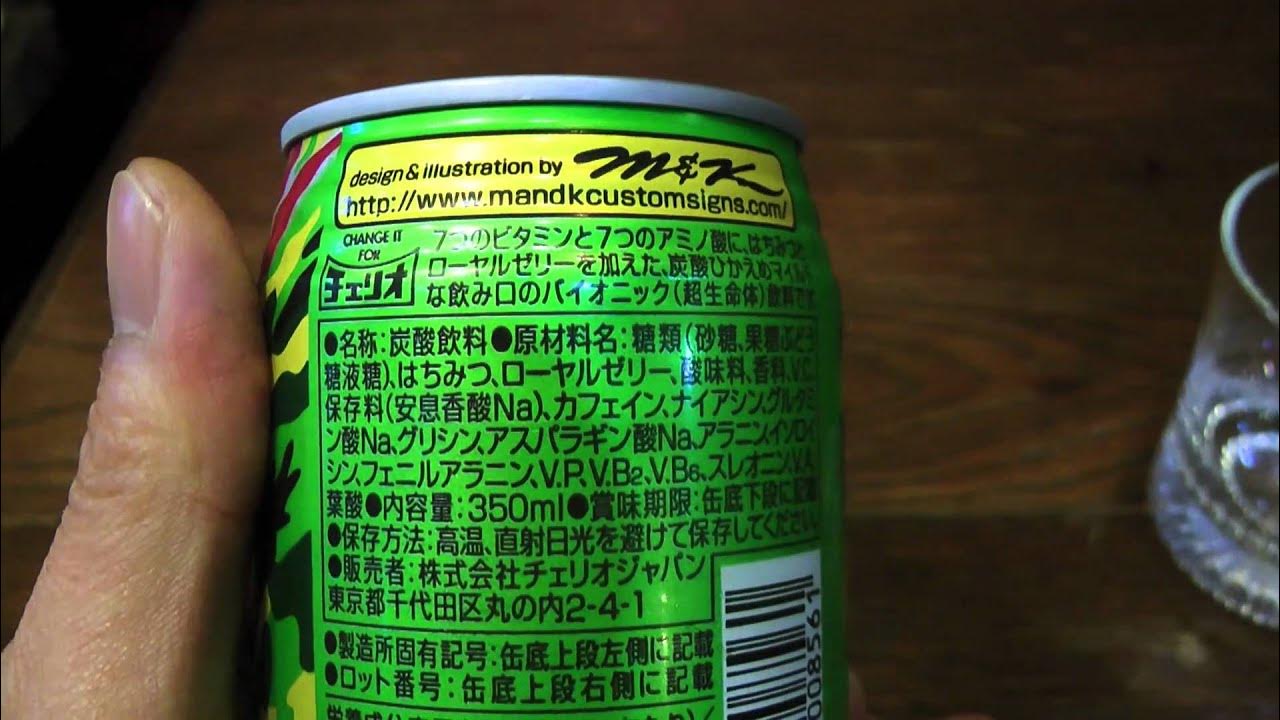 design & illustration by M&K
http://www.mandkcustomsigns.com/
CHANGE IT
FOR
チェリオ
7つのビタミンと7つのアミノ酸に、はちみつと
ローヤルゼリーを加えた、炭酸ひかえめマイルド
な飲み口のバイオニック(超生命体)飲料です
●名称:炭酸飲料●原材料名:糖類(砂糖、果糖ぶどう
糖液糖)、はちみつ、ローヤルゼリー、酸味料、香料、V.C、
保存料(安息香酸Na)、カフェイン、ナイアシン、グルタミ
ン酸Na、グリシン、アスパラギン酸Na、アラニン、イソロイ
シン、フェニルアラニン、V.P、V.B2、V.B6、スレオニン、V.A、
葉酸●内容量:350ml●賞味期限:缶底下段に記載
●保存方法:高温、直射日光を避けて保存してください。
●販売者:株式会社チェリオジャパン
東京都千代田区丸の内2-4-1
●製造所固有記号:缶底上段左側に記載
●ロット番号:缶底上段右側に記載
008561